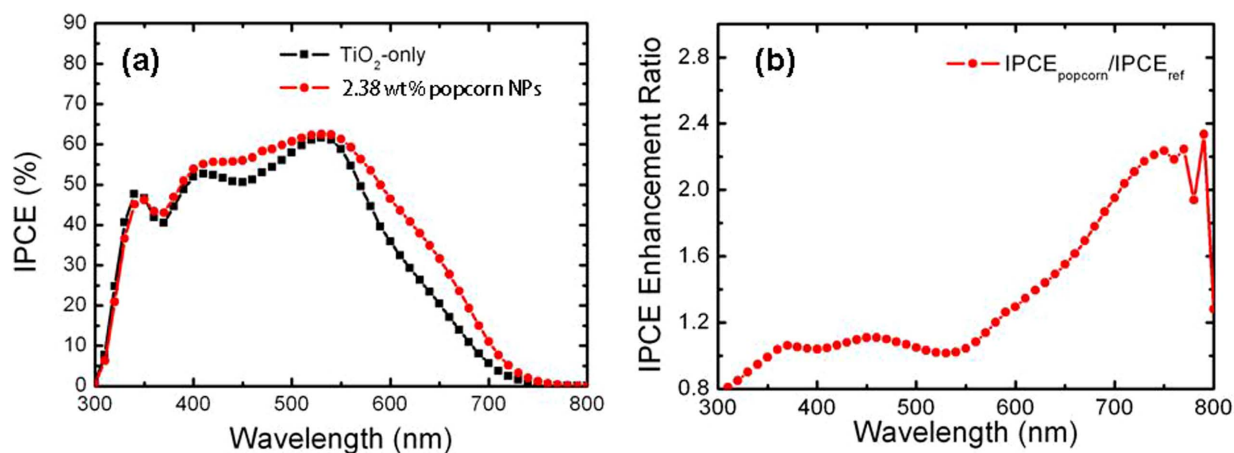 (a)
TiO2-only
2.38 wt% popcorn NPs
IPCE (%)
90
80
70
60
50
40
30
20
10
0
300 400 500 600 700 800
Wavelength (nm)
(b)
IPCEpopcorn/IPCEref
IPCE Enhancement Ratio
2.8
2.4
2.0
1.6
1.2
0.8
300 400 500 600 700 800
Wavelength (nm)